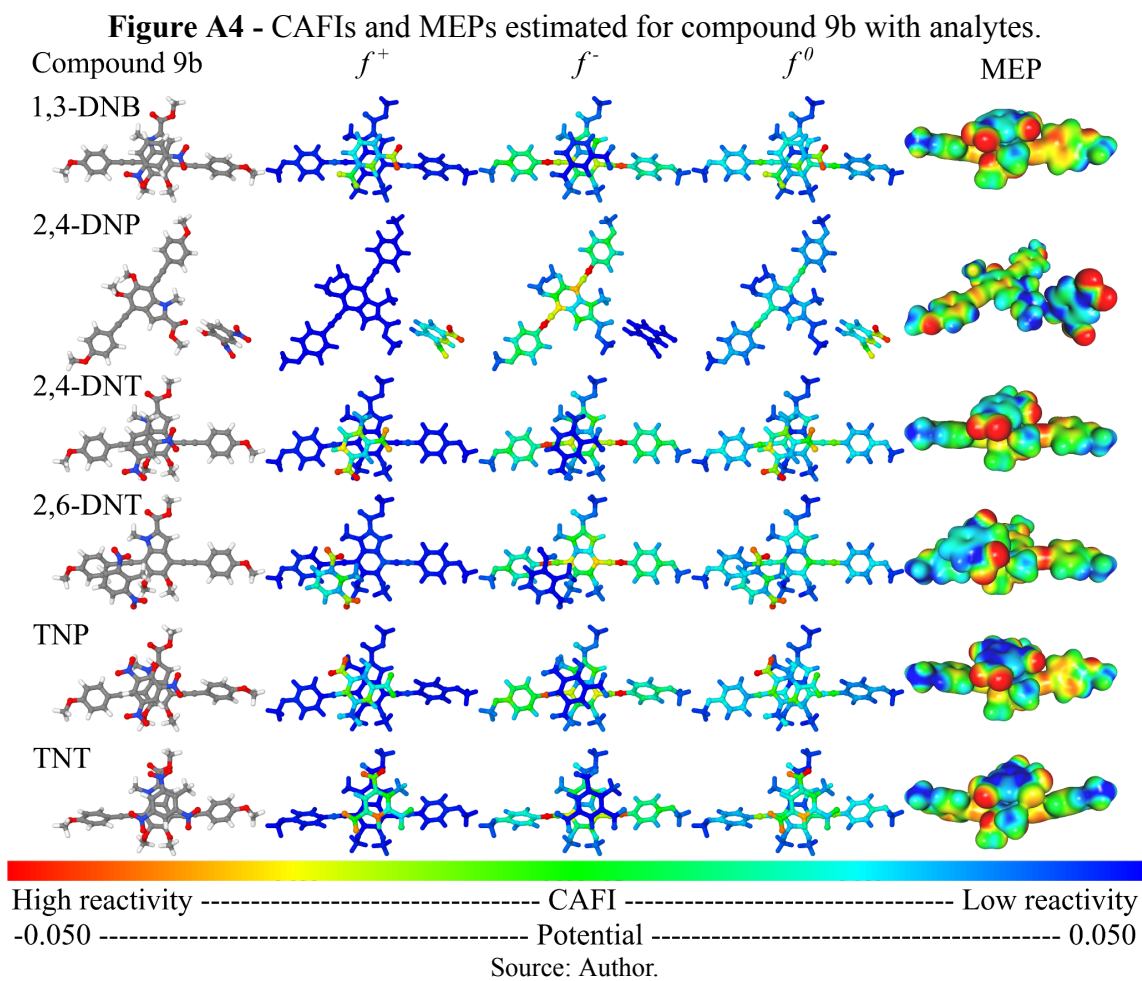 Figure A4 - CAFIs and MEPs estimated for compound 9b with analytes.
Compound 9b f⁺ f⁻ f⁰ MEP
1,3-DNB
2,4-DNP
2,4-DNT
2,6-DNT
TNP
TNT
High reactivity ---------------------------------- CAFI --------------------------------- Low reactivity
-0.050 ------------------------------------------- Potential ----------------------------------------- 0.050
Source: Author.